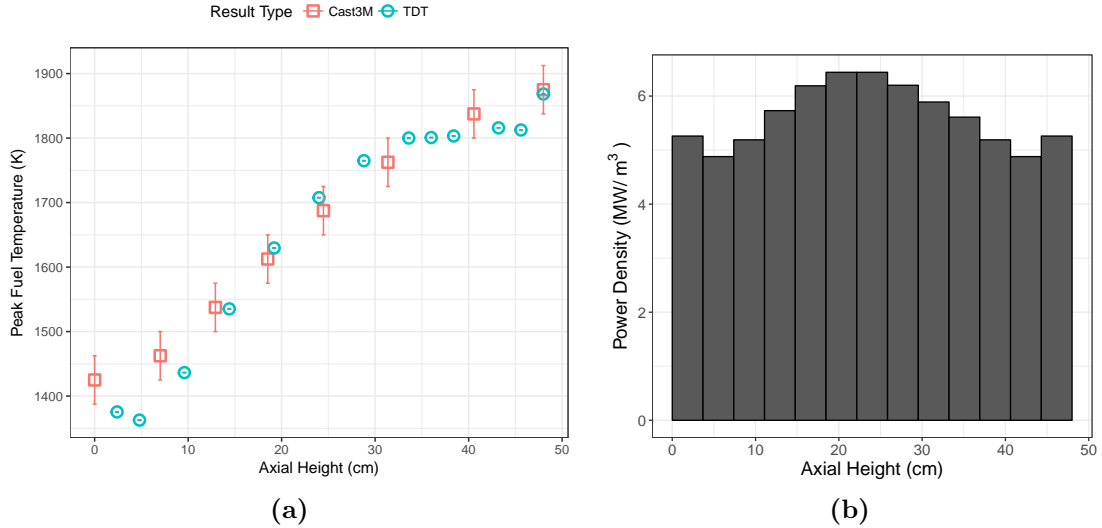 Result Type Cast3M TDT
Peak Fuel Temperature (K)
1900
1800
1700
1600
1500
1400
0 10 20 30 40 50
Axial Height (cm)
(a)
Power Density (MW/ m³)
6
4
2
0
0 10 20 30 40 50
Axial Height (cm)
(b)